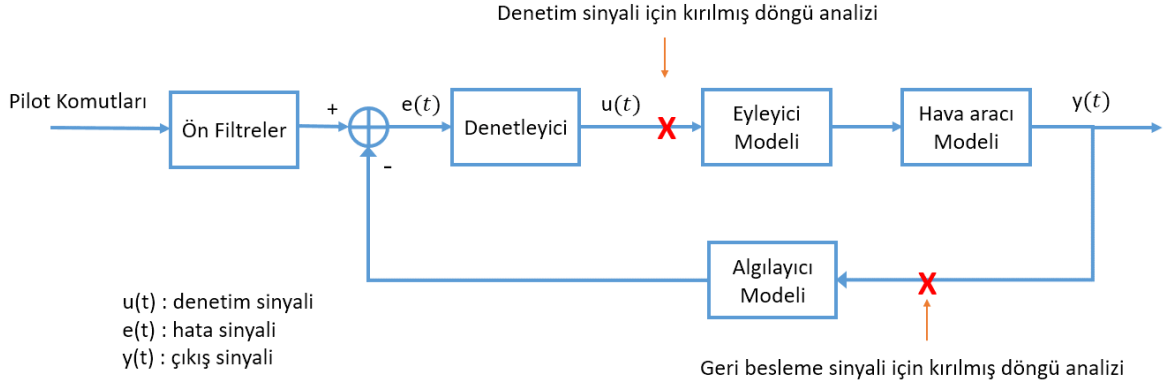 Denetim sinyali için kırılmış döngü analizi
Pilot Komutları
Ön Filtreler
+
-
e(t)
Denetleyici
u(t)
X
Eyleyici
Modeli
Hava aracı
Modeli
y(t)
Algılayıcı
Modeli
X
u(t) : denetim sinyali
e(t) : hata sinyali
y(t) : çıkış sinyali
Geri besleme sinyali için kırılmış döngü analizi